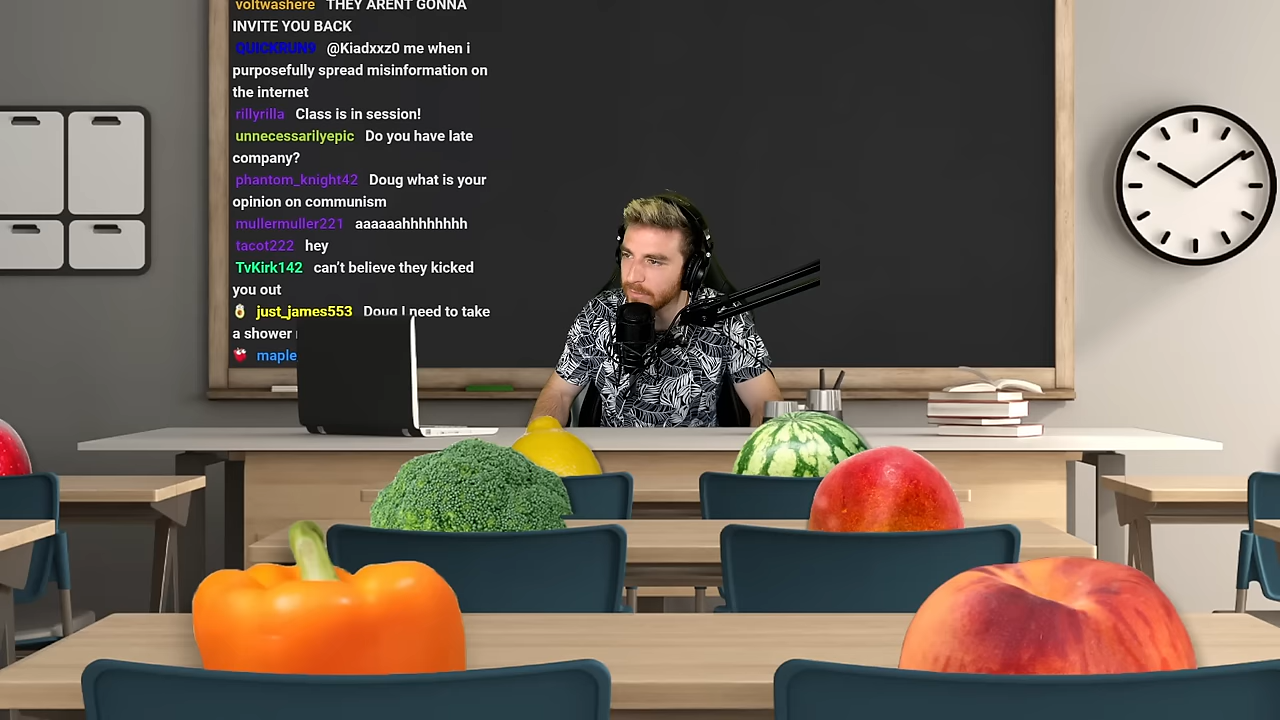 voltwashere THEY ARENT GONNA
INVITE YOU BACK
QUICKRUN9 @Kiadxxz0 me when i
purposefully spread misinformation on
the internet
rillyrilla Class is in session!
unnecessarilyepic Do you have late
company?
phantom_knight42 Doug what is your
opinion on communism
mullermuller221 aaaaaahhhhhhhh
tacot222 hey
TvKirk142 can't believe they kicked
you out
just_james553 Doug I need to take
a shower
maple